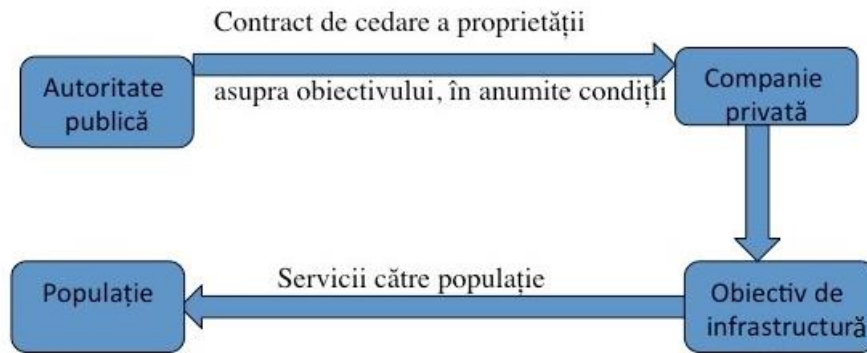 Contract de cedare a proprietății
Autoritate
publică
asupra obiectivului, în anumite condiții
Companie
privată
Populație
Servicii către populație
Obiectiv de
infrastructură